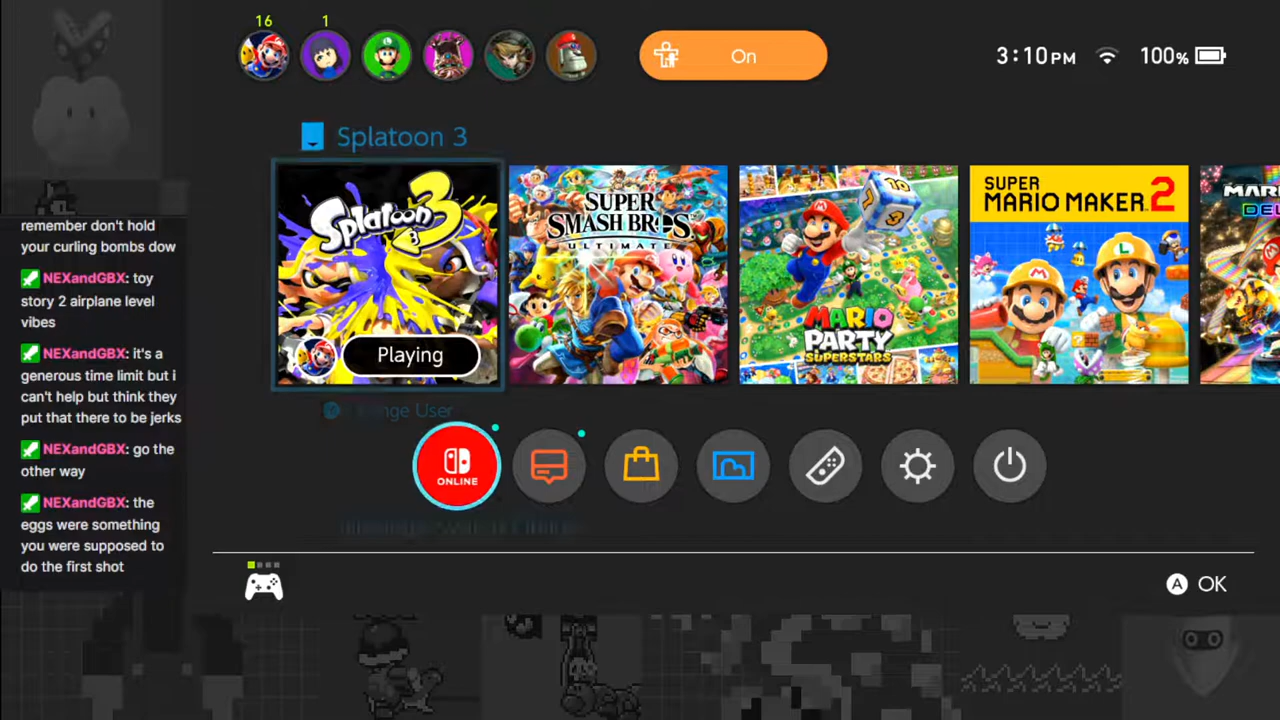 16
1
On
3:10 PM
100%
Splatoon 3
Splatoon
3
Playing
SUPER
SMASH BROS.
ULTIMATE
MARIO
PARTY
SUPERSTARS
SUPER
MARIO MAKER 2
ONLINE
remember don't hold
your curling bombs dow
NEXandGBX: toy
story 2 airplane level
vibes
NEXandGBX: it's a
generous time limit but i
can't help but think they
put that there to be jerks
NEXandGBX: go the
other way
NEXandGBX: the
eggs were something
you were supposed to
do the first shot
A OK